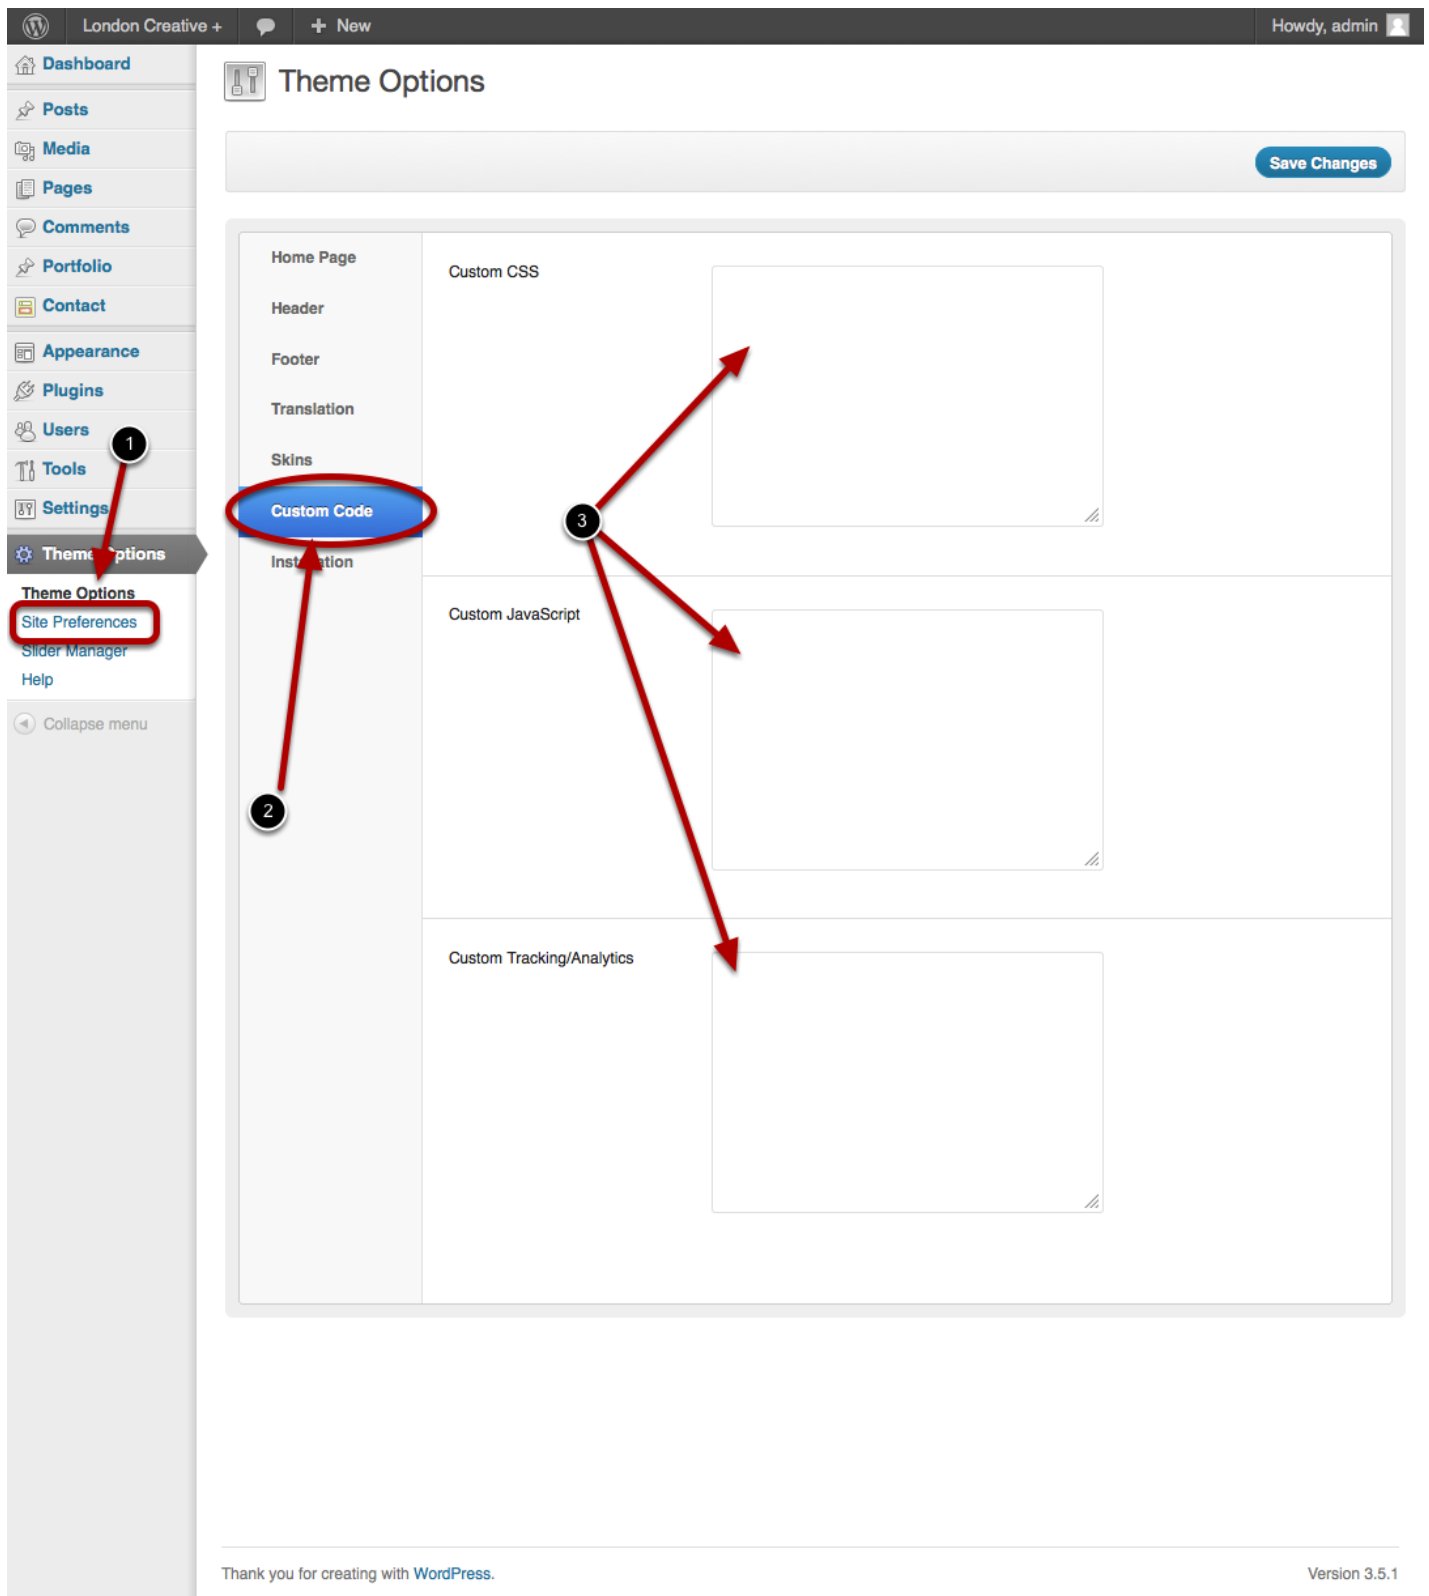 London Creative +
New
Howdy, admin
Dashboard
Posts
Media
Pages
Comments
Portfolio
Contact
Appearance
Plugins
Users
Tools
Settings
Theme Options
Theme Options
Site Preferences
Slider Manager
Help
Collapse menu
1
Theme Options
Save Changes
Home Page
Header
Footer
Translation
Skins
Custom Code
Installation
2
Custom CSS
3
Custom JavaScript
Custom Tracking/Analytics
Thank you for creating with WordPress.
Version 3.5.1